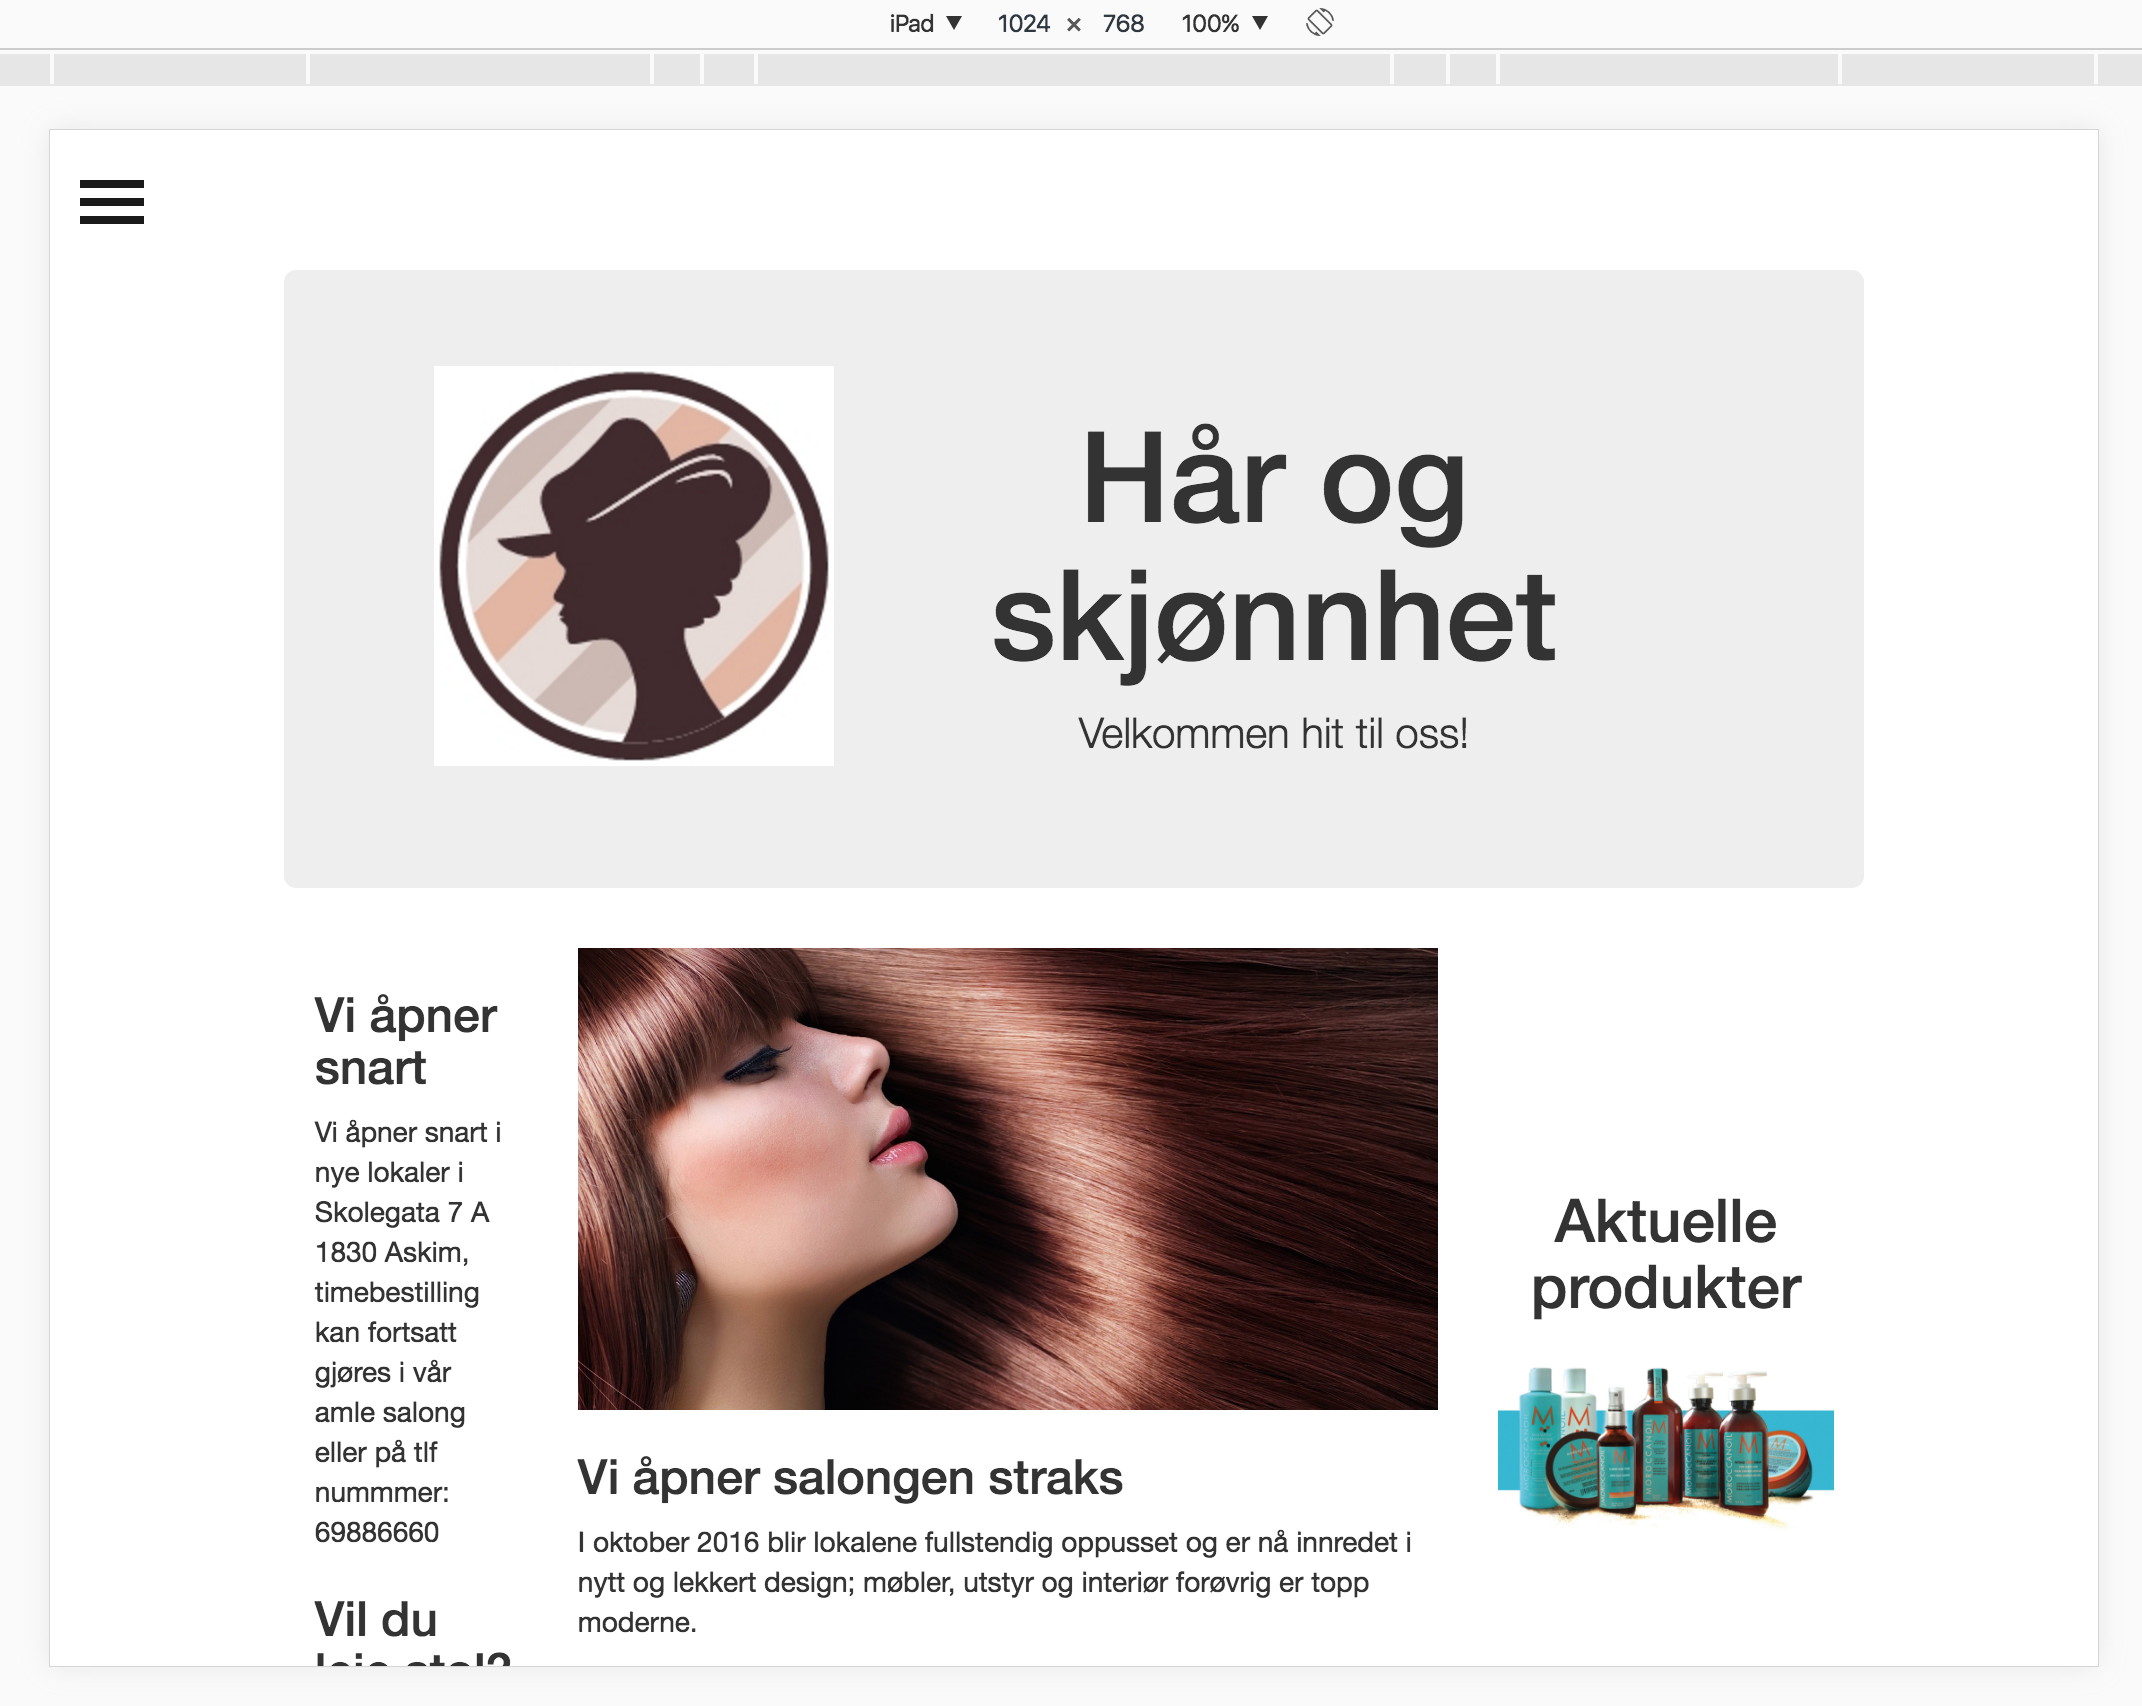 iPad ▼ 1024 × 768 100% ▼
Hår og
skjønnhet
Velkommen hit til oss!
Vi åpner
snart
Vi åpner snart i
nye lokaler i
Skolegata 7 A
1830 Askim,
timebestilling
kan fortsatt
gjøres i vår
amle salong
eller på tlf
nummmer:
69886660
Vil du
leie stol?
Vi åpner salongen straks
I oktober 2016 blir lokalene fullstendig oppusset og er nå innredet i
nytt og lekkert design; møbler, utstyr og interiør forøvrig er topp
moderne.
Aktuelle
produkter
MOROCCANOIL